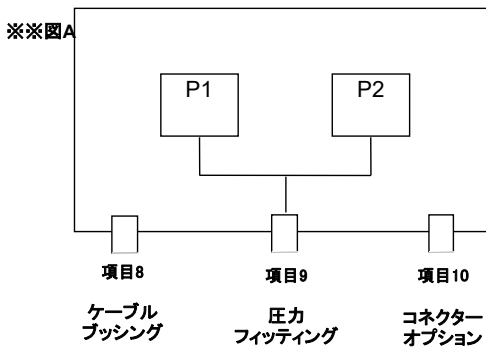 ※※図A
P1
P2
項目8
項目9
項目10
ケーブル
ブッシング
圧力
フィッティング
コネクター
オプション